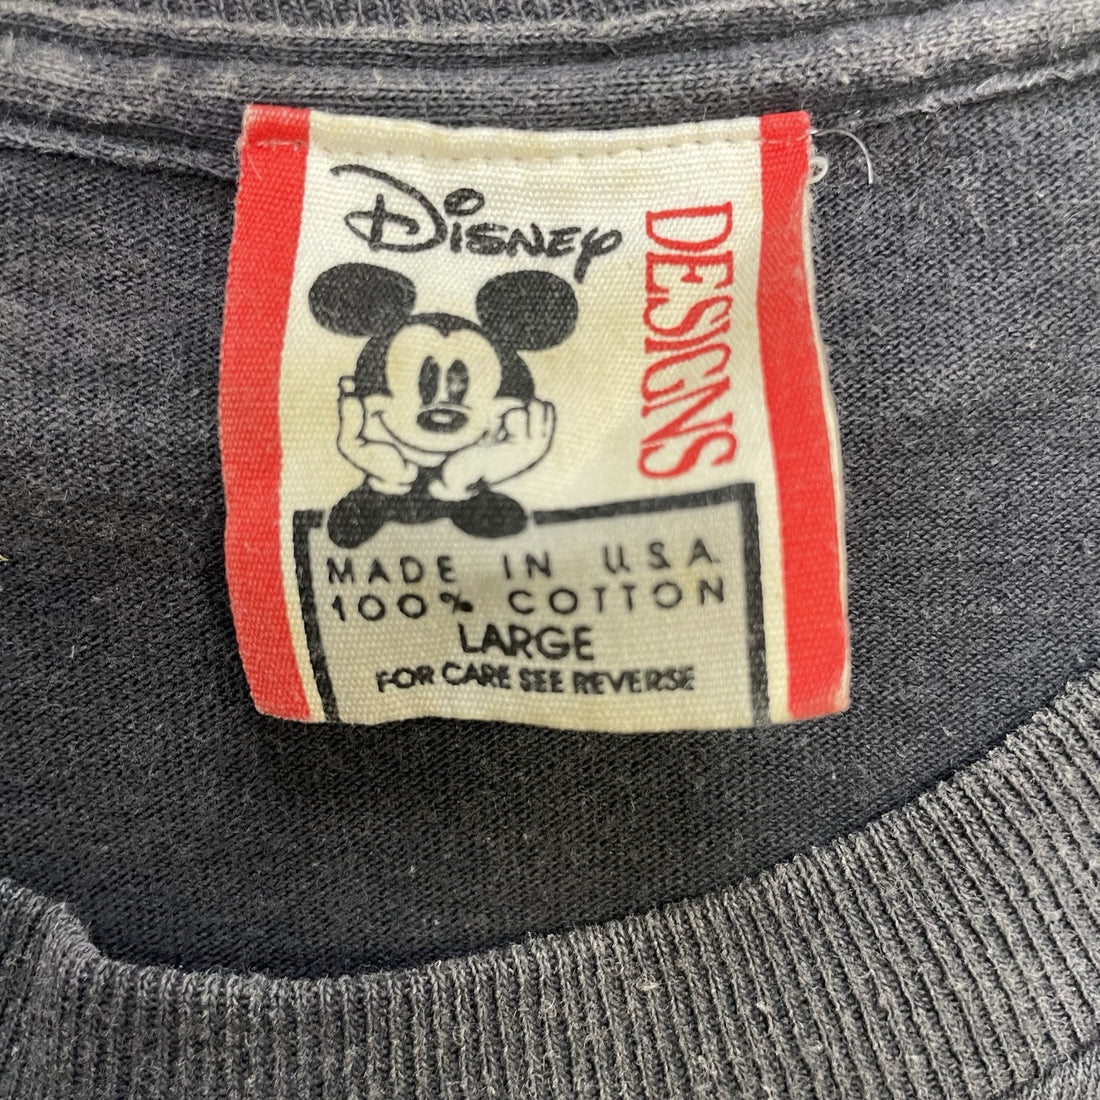 Disney
DESIGNS
MADE IN U.S.A.
100% COTTON
LARGE
FOR CARE SEE REVERSE